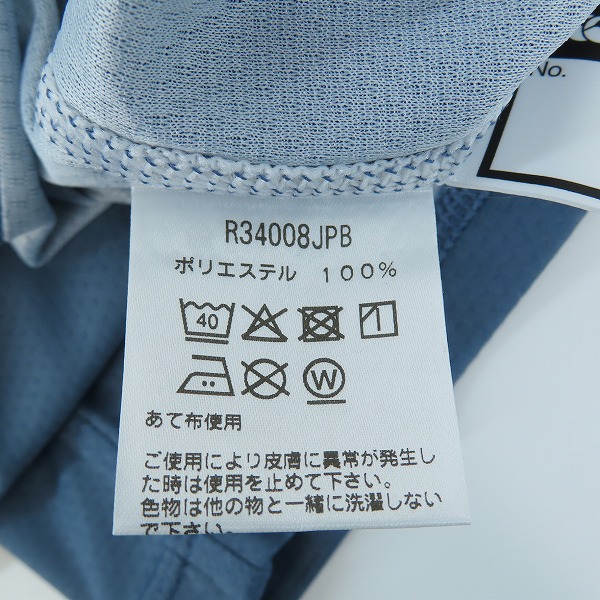 No.
R34008JPB
ポリエステル 100%
40
W
あて布使用
ご使用により皮膚に異常が発生し
た時は使用を止めて下さい。
色物は他の物と一緒に洗濯しない
で下さい。